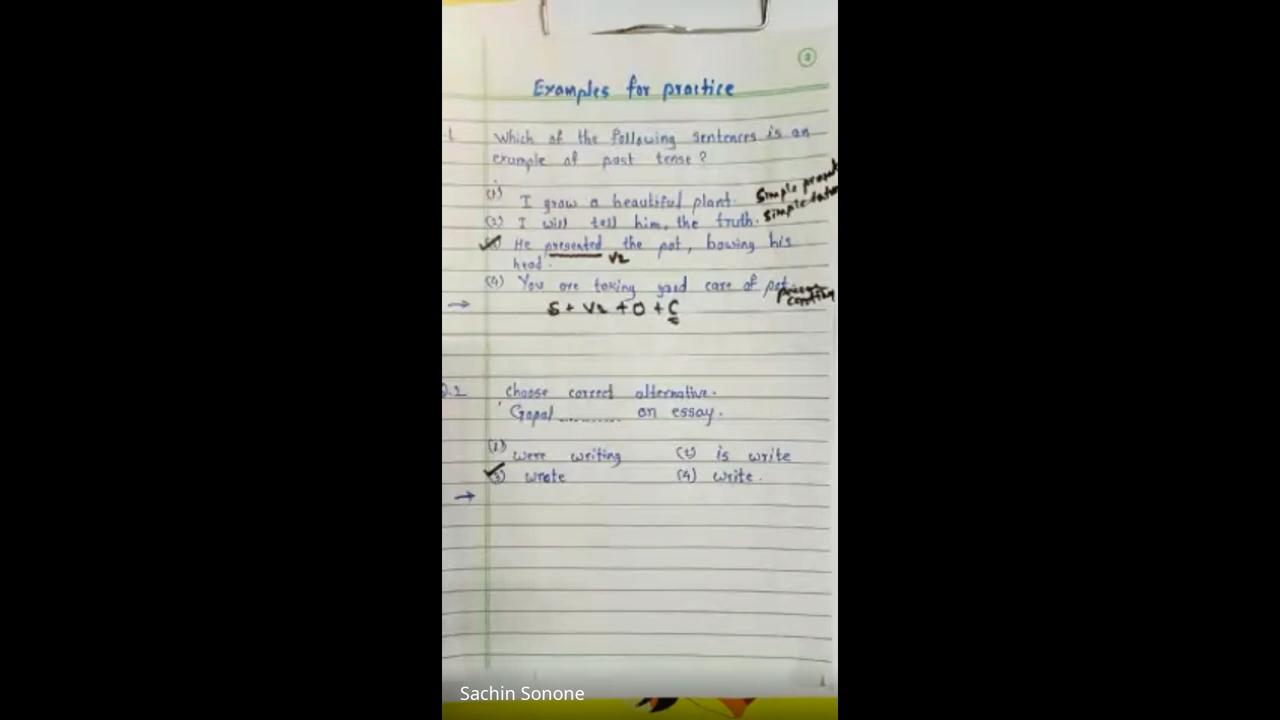 3
Examples for practice
.1 Which of the following sentences is an
example of past tense?
(1) I grow a beautiful plant. Simple present
(2) I will tell him, the truth. Simple
He presented the pot, bowing his
head. V2
(4) You are taking good care of pot.
→ S + V2 + O + C
Q.2 Choose correct alternative.
Gopal .......... an essay.
(1) were writing (2) is write
(3) wrote (4) write.
→
Sachin Sonone